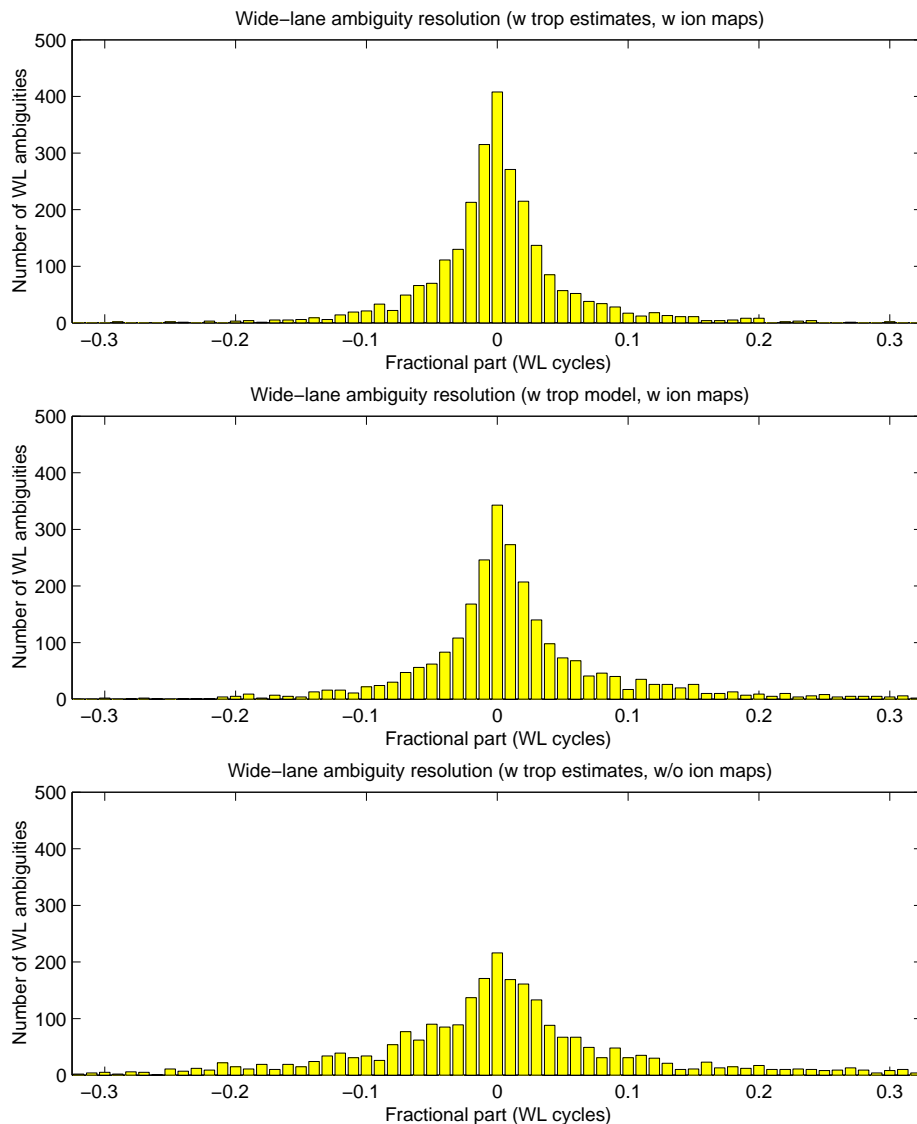 Wide−lane ambiguity resolution (w trop estimates, w ion maps)
500
400
300
200
100
0
Number of WL ambiguities
−0.3 −0.2 −0.1 0 0.1 0.2 0.3
Fractional part (WL cycles)
Wide−lane ambiguity resolution (w trop model, w ion maps)
500
400
300
200
100
0
Number of WL ambiguities
−0.3 −0.2 −0.1 0 0.1 0.2 0.3
Fractional part (WL cycles)
Wide−lane ambiguity resolution (w trop estimates, w/o ion maps)
500
400
300
200
100
0
Number of WL ambiguities
−0.3 −0.2 −0.1 0 0.1 0.2 0.3
Fractional part (WL cycles)